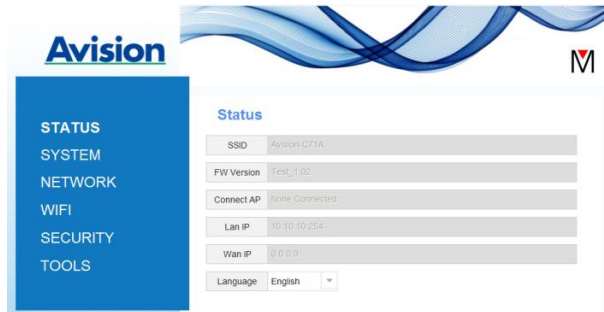 Avision
STATUS
SYSTEM
NETWORK
WIFI
SECURITY
TOOLS
Status
SSID Avision-C71A
FW Version Test_1.02
Connect AP None Connected
Lan IP 10.10.10.254
Wan IP 0.0.0.0
Language English